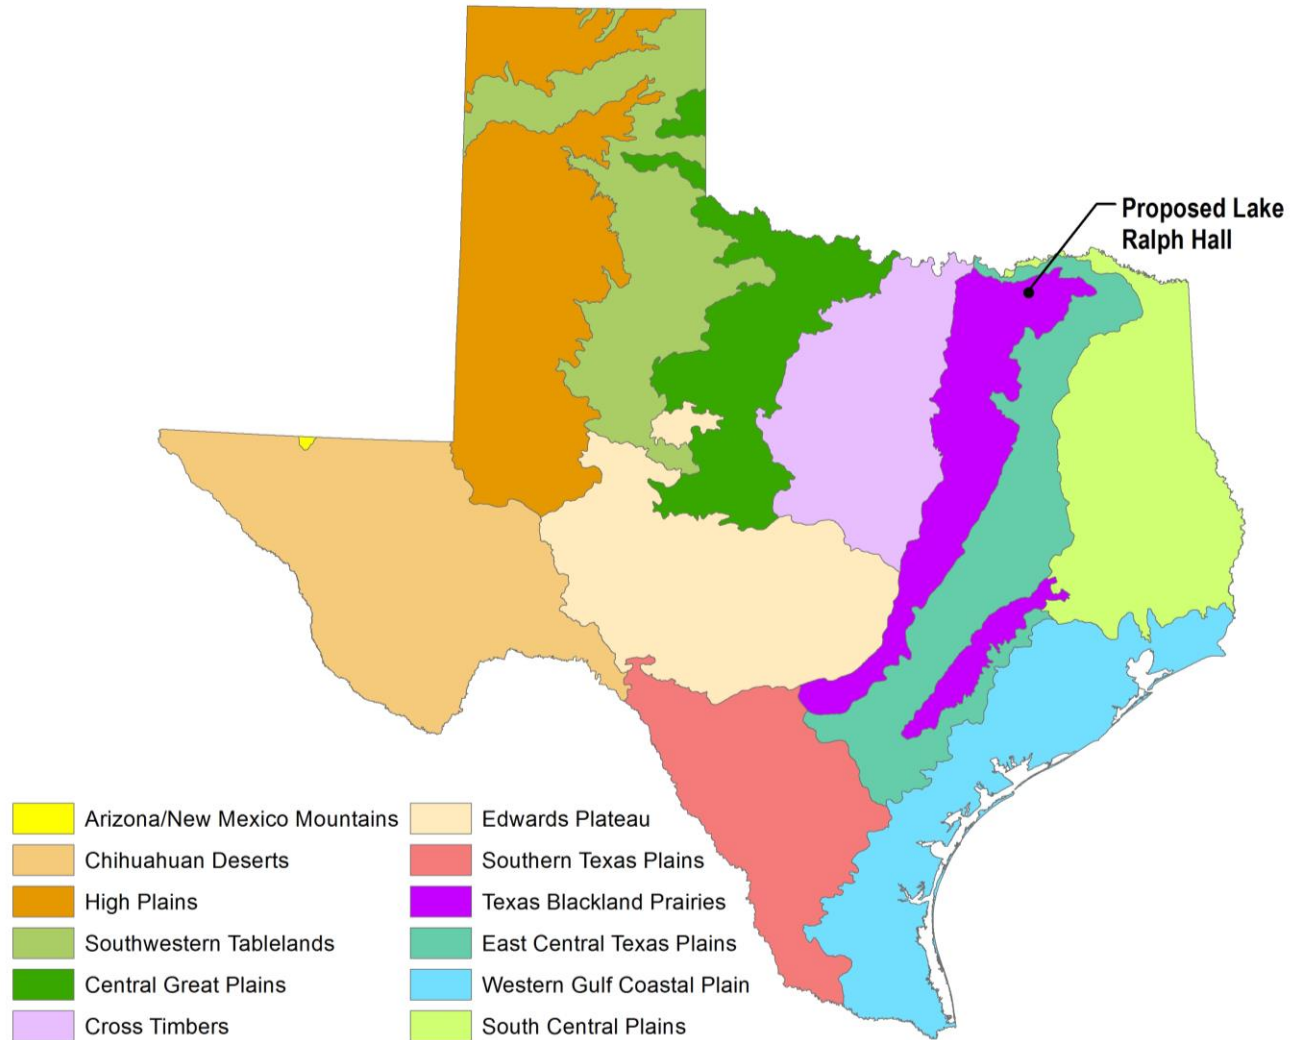 Proposed Lake
Ralph Hall
Arizona/New Mexico Mountains
Chihuahuan Deserts
High Plains
Southwestern Tablelands
Central Great Plains
Cross Timbers
Edwards Plateau
Southern Texas Plains
Texas Blackland Prairies
East Central Texas Plains
Western Gulf Coastal Plain
South Central Plains